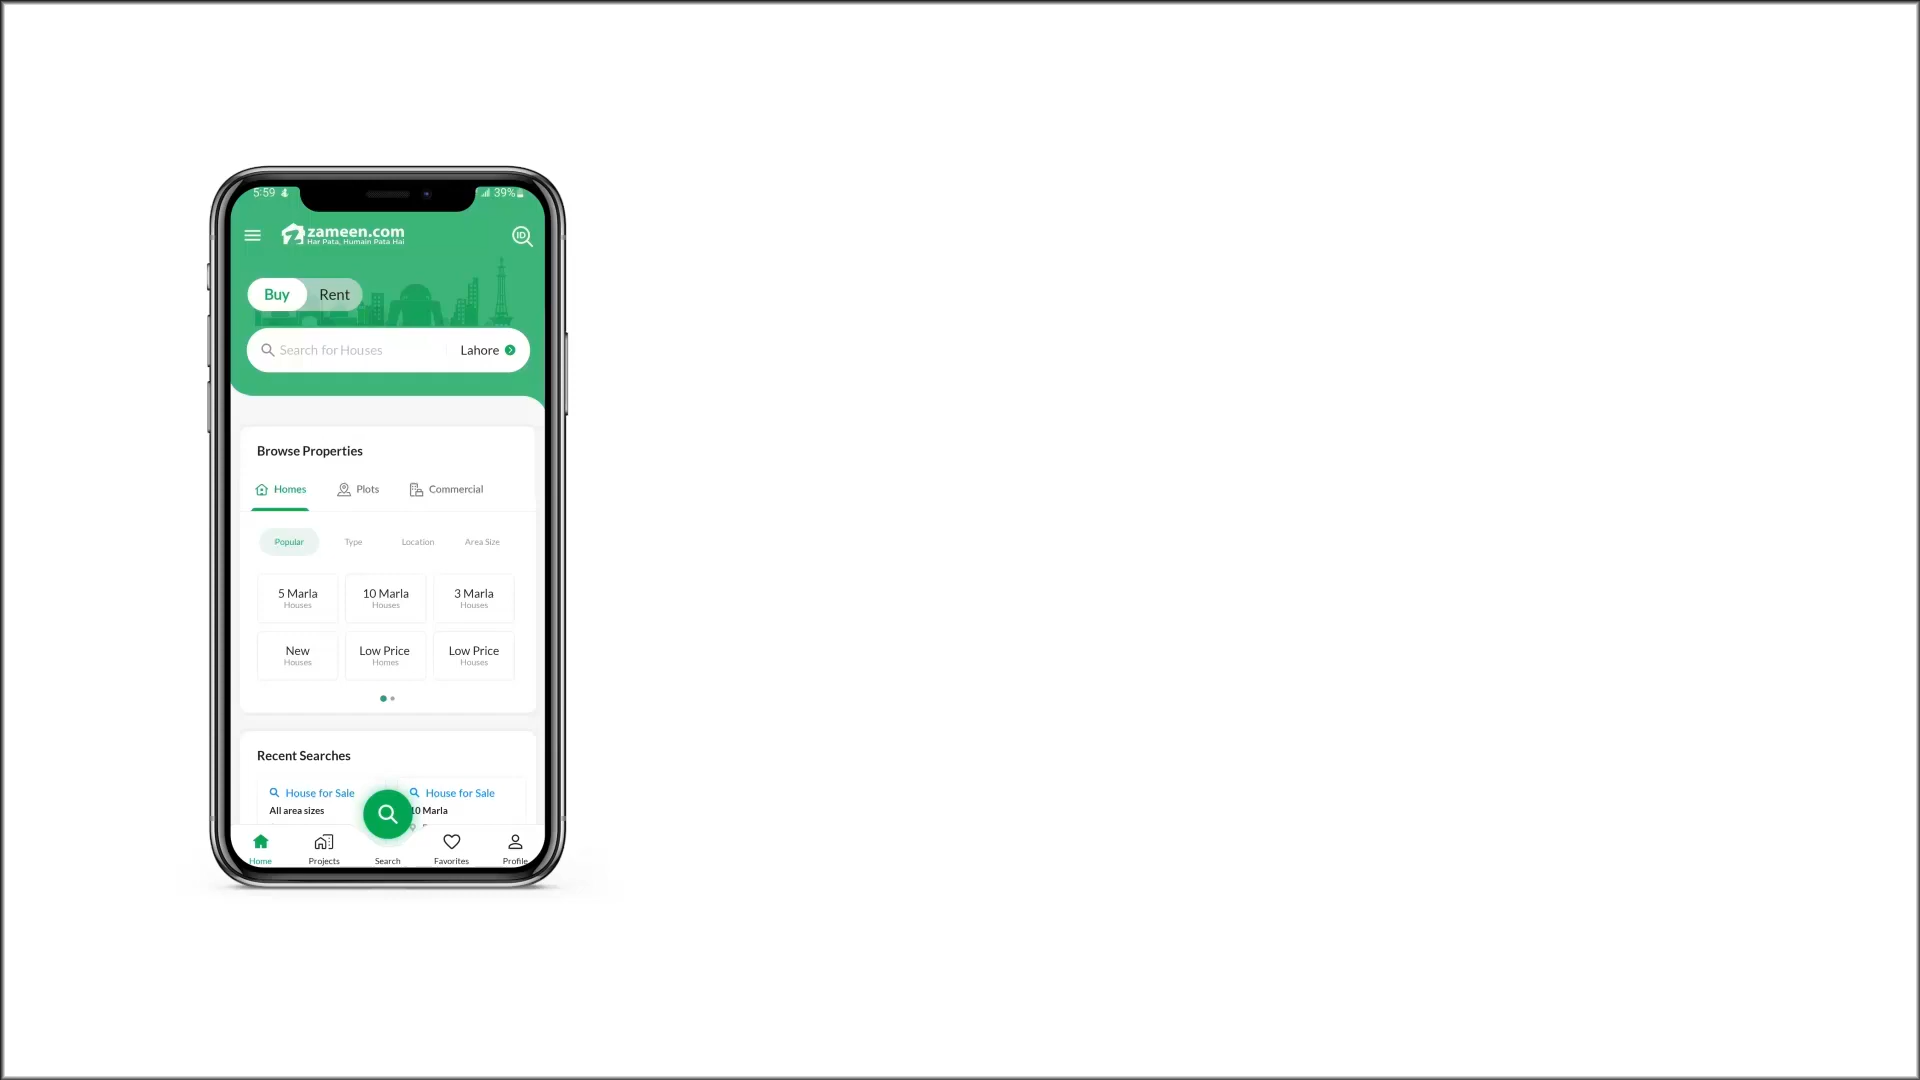 5:59
39%
zameen.com
Har Pata, Humain Pata Hai
ID
Buy Rent
Search for Houses Lahore
Browse Properties
Homes Plots Commercial
Popular Type Location Area Size
5 Marla 10 Marla 3 Marla
Houses Houses Houses
New Low Price Low Price
Houses Homes Houses
Recent Searches
House for Sale House for Sale
All area sizes 10 Marla
Home Projects Search Favorites Profile